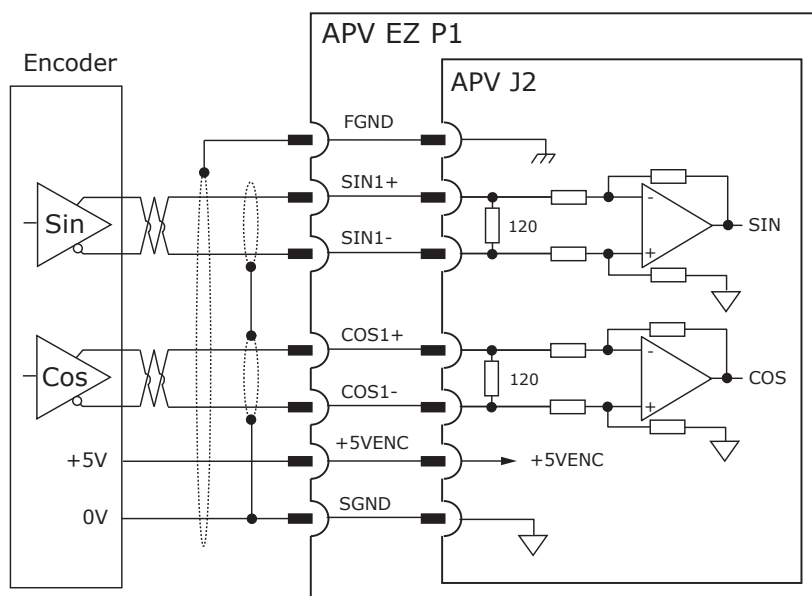 APV EZ P1
Encoder
APV J2
FGND
SIN1+
Sin
120
-
+
SIN
SIN1-
COS1+
Cos
120
-
+
COS
COS1-
+5V
+5VENC
+5VENC
0V
SGND